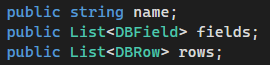 public string name;
public List<DBField> fields;
public List<DBRow> rows;